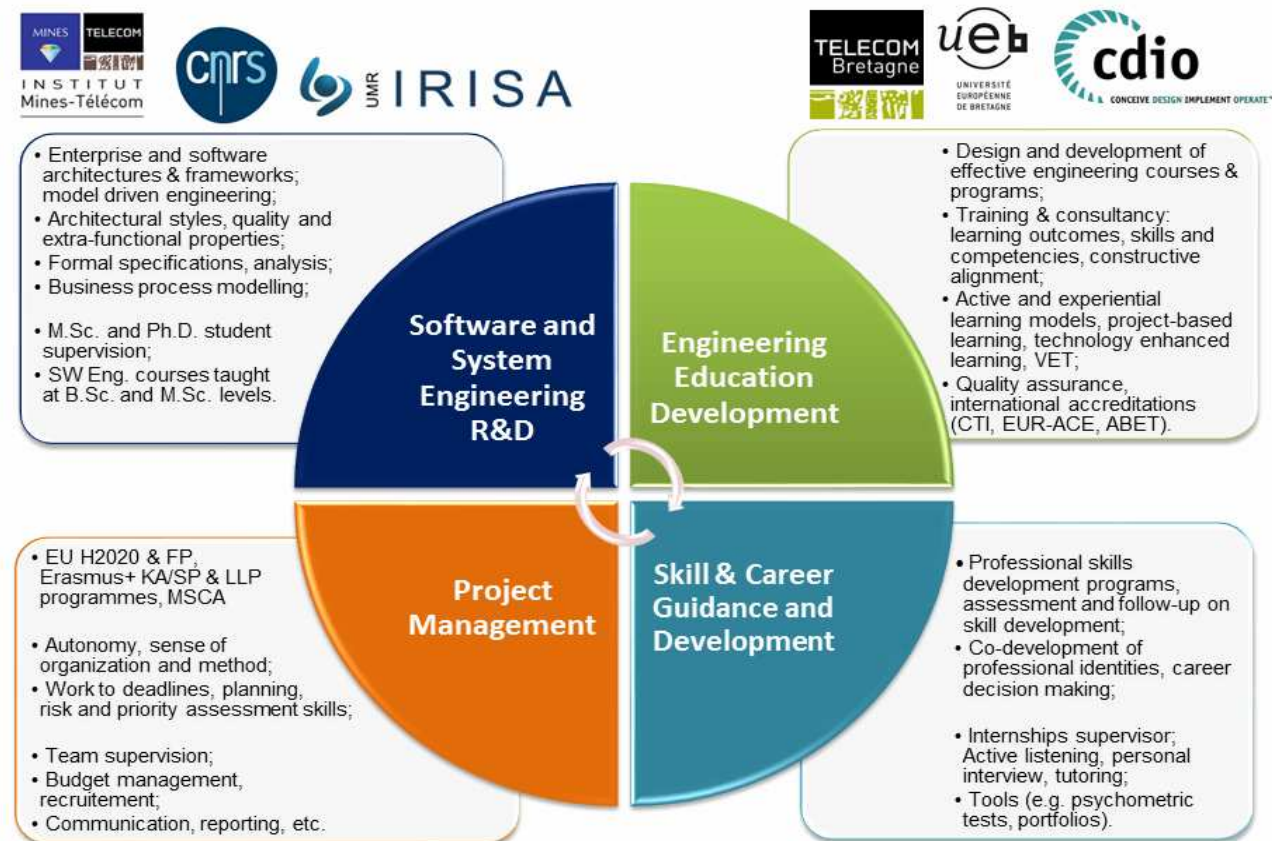 MINES TELECOM
INSTITUT
Mines-Télécom
cnrs
UMR IRISA
TELECOM
Bretagne
ueb
UNIVERSITÉ
EUROPÉENNE
DE BRETAGNE
cdio
CONCEIVE DESIGN IMPLEMENT OPERATE™
• Enterprise and software
architectures & frameworks;
model driven engineering;
• Architectural styles, quality and
extra-functional properties;
• Formal specifications, analysis;
• Business process modelling;
• M.Sc. and Ph.D. student
supervision;
• SW Eng. courses taught
at B.Sc. and M.Sc. levels.
Software and
System
Engineering
R&D
Engineering
Education
Development
• Design and development of
effective engineering courses &
programs;
• Training & consultancy:
learning outcomes, skills and
competencies, constructive
alignment;
• Active and experiential
learning models, project-based
learning, technology enhanced
learning, VET;
• Quality assurance,
international accreditations
(CTI, EUR-ACE, ABET).
• EU H2020 & FP,
Erasmus+ KA/SP & LLP
programmes, MSCA
• Autonomy, sense of
organization and method;
• Work to deadlines, planning,
risk and priority assessment skills;
• Team supervision;
• Budget management,
recruitement;
• Communication, reporting, etc.
Project
Management
Skill & Career
Guidance and
Development
• Professional skills
development programs,
assessment and follow-up on
skill development;
• Co-development of
professional identities, career
decision making;
• Internships supervisor;
Active listening, personal
interview, tutoring;
• Tools (e.g. psychometric
tests, portfolios).